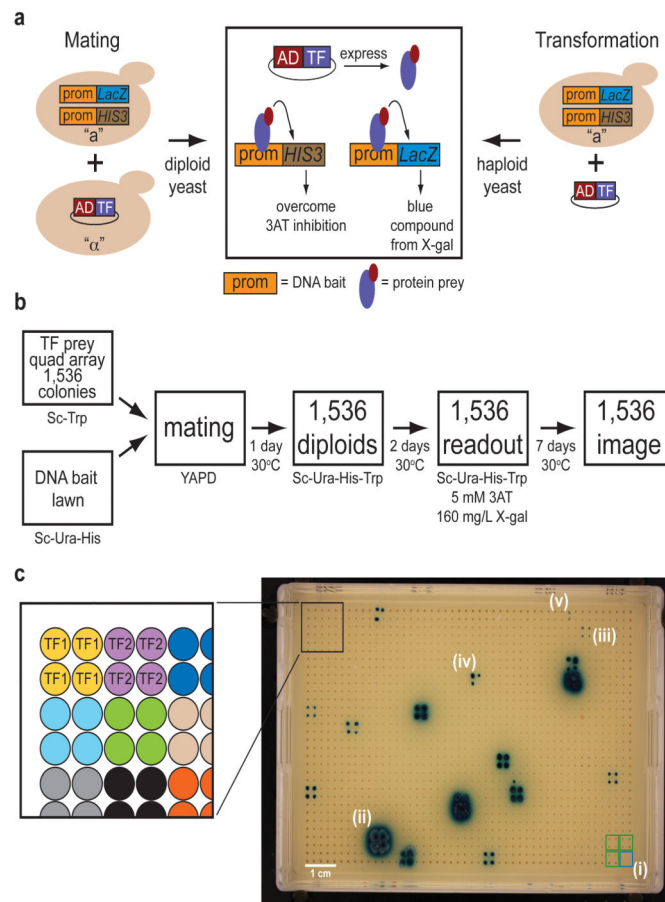 a
Mating
Transformation
prom LacZ
prom HIS3
"a"
+
AD TF
"α"
diploid
yeast
AD TF
express
prom HIS3
prom LacZ
overcome
3AT inhibition
blue
compound
from X-gal
haploid
yeast
prom LacZ
prom HIS3
"a"
+
AD TF
prom = DNA bait
= protein prey
b
TF prey
quad array
1,536
colonies
Sc-Trp
DNA bait
lawn
Sc-Ura-His
mating
YAPD
1 day
30°C
1,536
diploids
Sc-Ura-His-Trp
2 days
30°C
1,536
readout
Sc-Ura-His-Trp
5 mM 3AT
160 mg/L X-gal
7 days
30°C
1,536
image
c
TF1 TF1 TF2 TF2
TF1 TF1 TF2 TF2
(v)
(iii)
(iv)
(ii)
(i)
1 cm